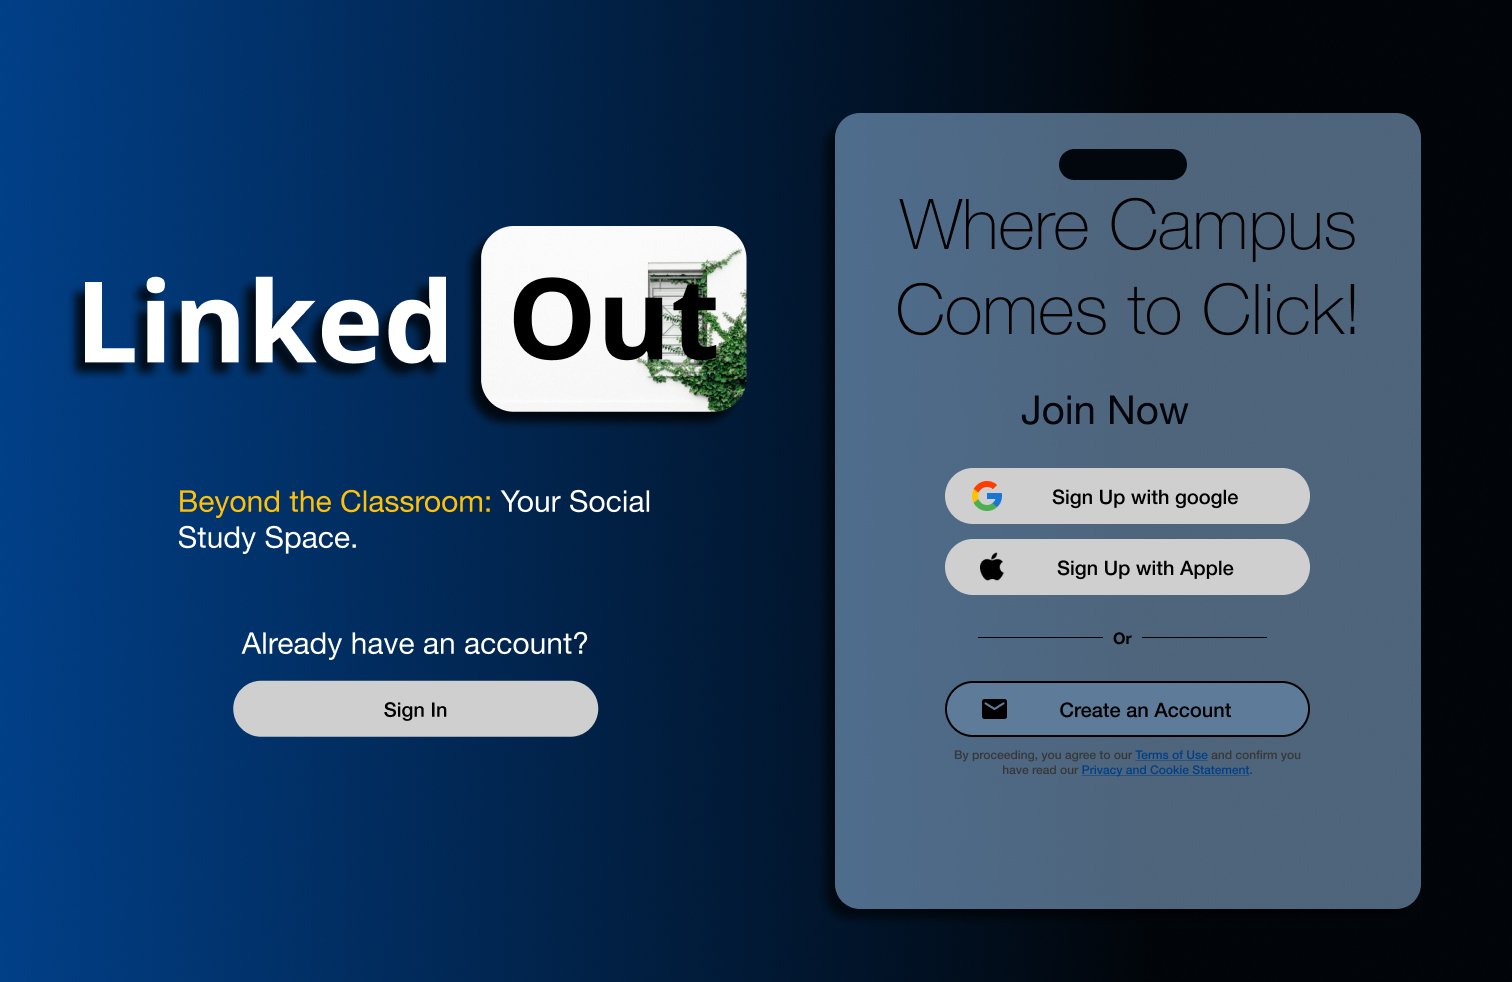 Linked Out
Beyond the Classroom: Your Social
Study Space.
Already have an account?
Sign In
Where Campus
Comes to Click!
Join Now
Sign Up with google
Sign Up with Apple
Or
Create an Account
By proceeding, you agree to our Terms of Use and confirm you
have read our Privacy and Cookie Statement.